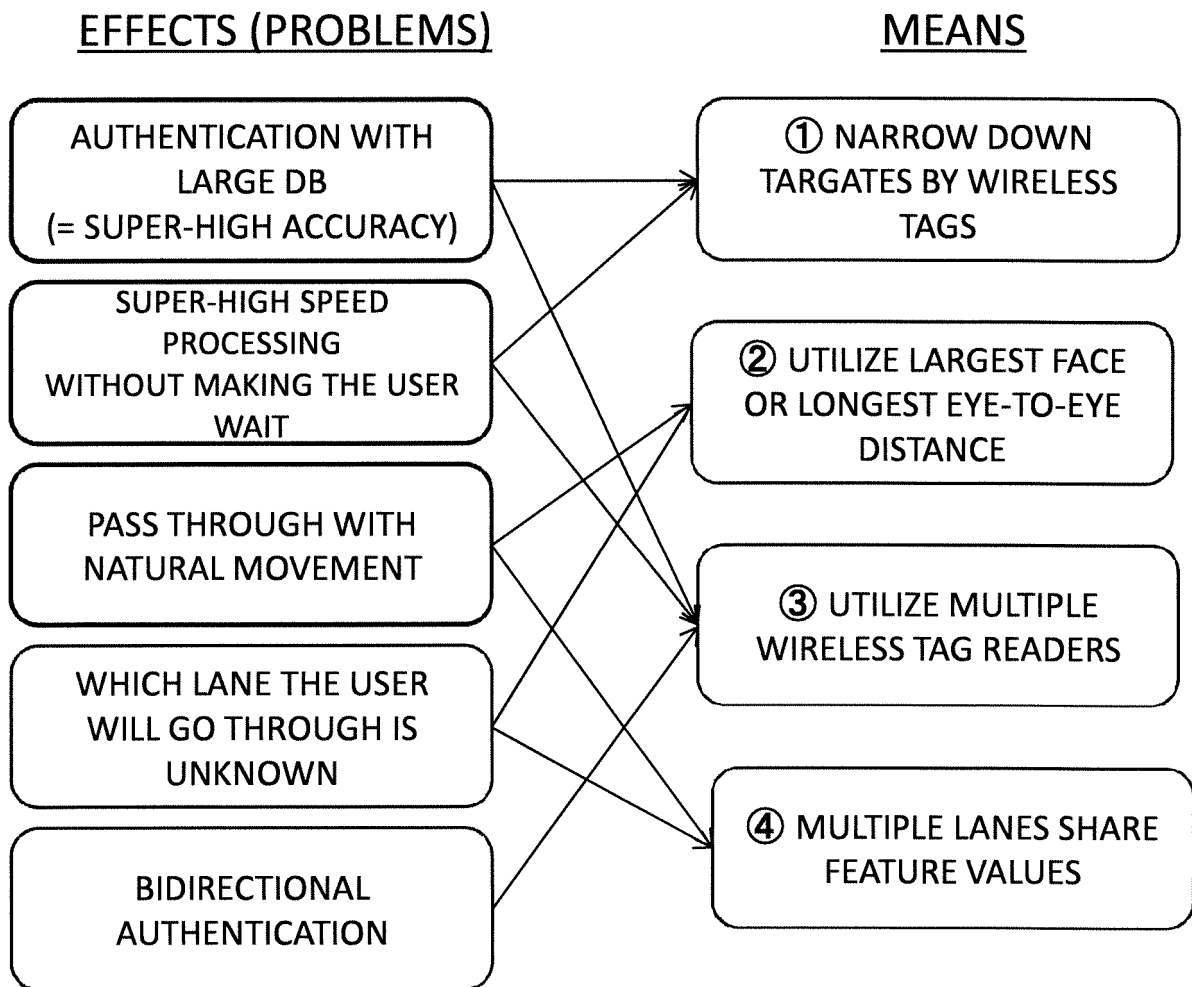 EFFECTS (PROBLEMS)
AUTHENTICATION WITH
LARGE DB
(= SUPER-HIGH ACCURACY)
SUPER-HIGH SPEED
PROCESSING
WITHOUT MAKING THE USER
WAIT
PASS THROUGH WITH
NATURAL MOVEMENT
WHICH LANE THE USER
WILL GO THROUGH IS
UNKNOWN
BIDIRECTIONAL
AUTHENTICATION
MEANS
① NARROW DOWN
TARGATES BY WIRELESS
TAGS
② UTILIZE LARGEST FACE
OR LONGEST EYE-TO-EYE
DISTANCE
③ UTILIZE MULTIPLE
WIRELESS TAG READERS
④ MULTIPLE LANES SHARE
FEATURE VALUES